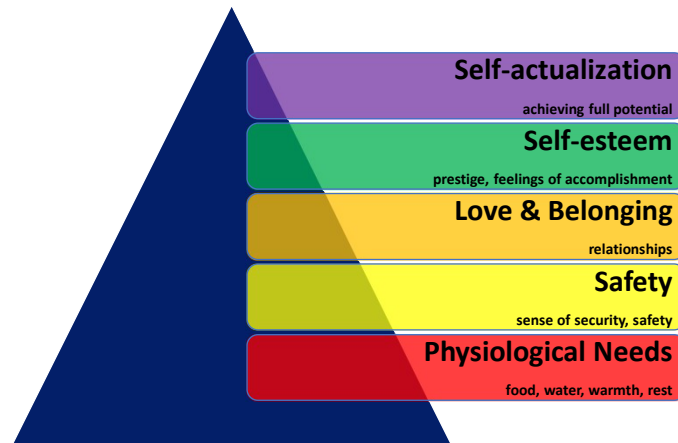 Self-actualization
achieving full potential
Self-esteem
prestige, feelings of accomplishment
Love & Belonging
relationships
Safety
sense of security, safety
Physiological Needs
food, water, warmth, rest